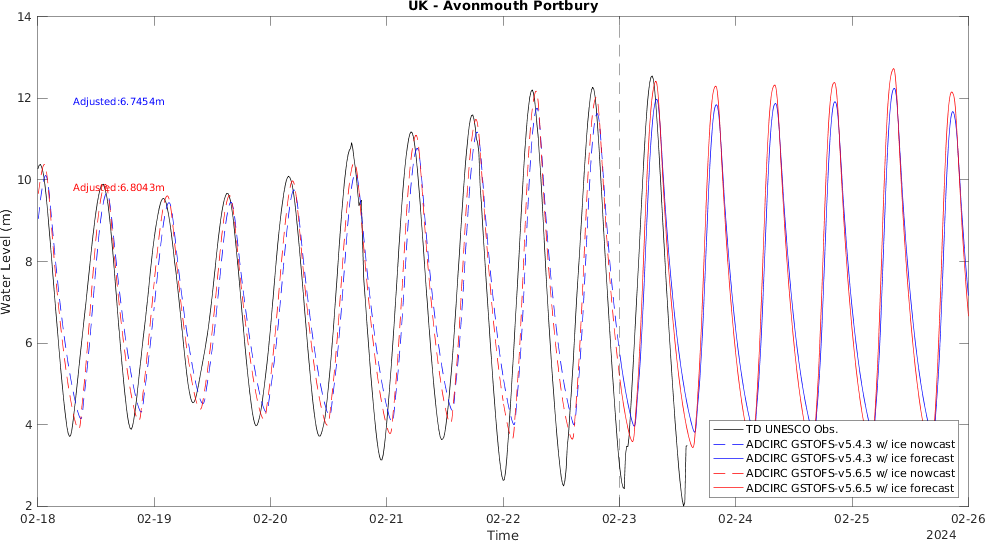 UK - Avonmouth Portbury
14
12
10
8
6
4
2
Water Level (m)
Adjusted:6.7454m
Adjusted:6.8043m
TD UNESCO Obs.
ADCIRC GSTOFS-v5.4.3 w/ ice nowcast
ADCIRC GSTOFS-v5.4.3 w/ ice forecast
ADCIRC GSTOFS-v5.6.5 w/ ice nowcast
ADCIRC GSTOFS-v5.6.5 w/ ice forecast
02-18 02-19 02-20 02-21 02-22 02-23 02-24 02-25 02-26
Time
2024